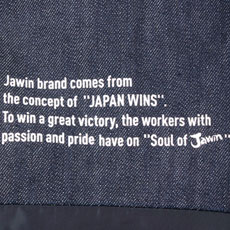 Jawin brand comes from
the concept of "JAPAN WINS".
To win a great victory, the workers with
passion and pride have on "Soul of Jawin"